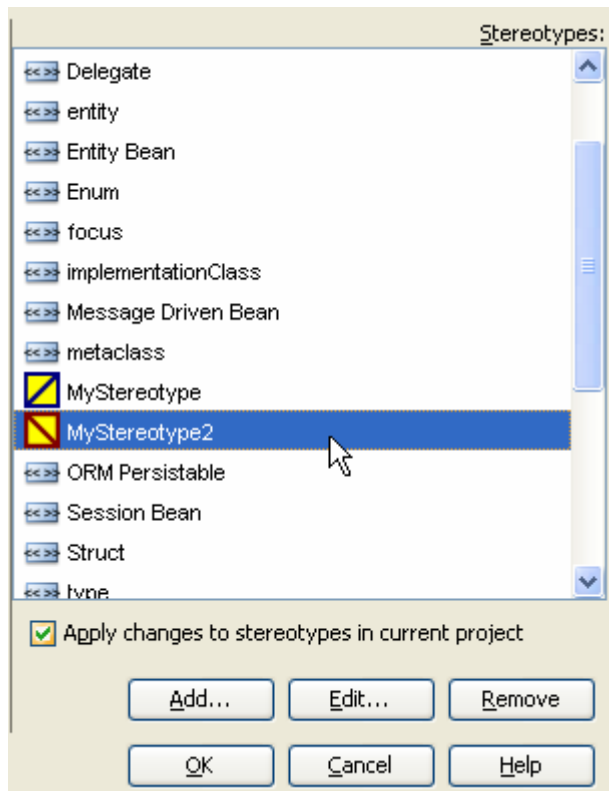 Stereotypes:
Delegate
entity
Entity Bean
Enum
focus
implementationClass
Message Driven Bean
metaclass
MyStereotype
MyStereotype2
ORM Persistable
Session Bean
Struct
type
Apply changes to stereotypes in current project
Add... Edit... Remove
OK Cancel Help